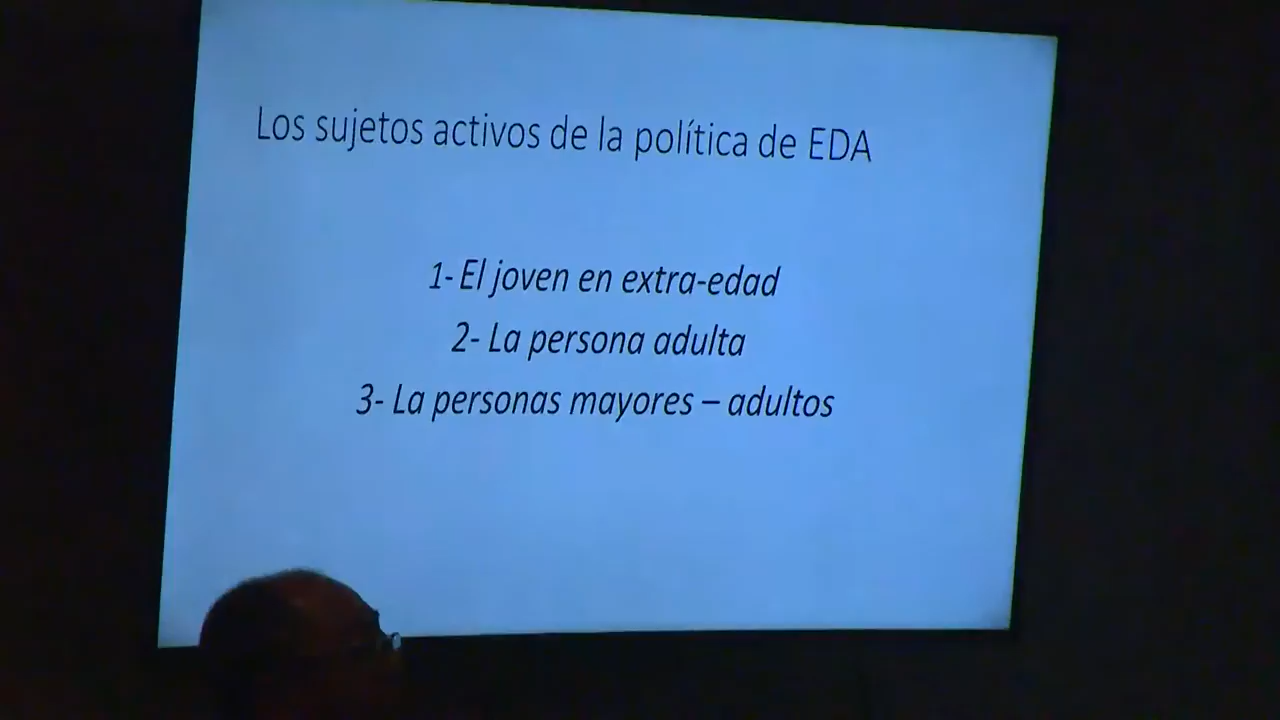 Los sujetos activos de la política de EDA
1- El joven en extra-edad
2- La persona adulta
3- La personas mayores – adultos